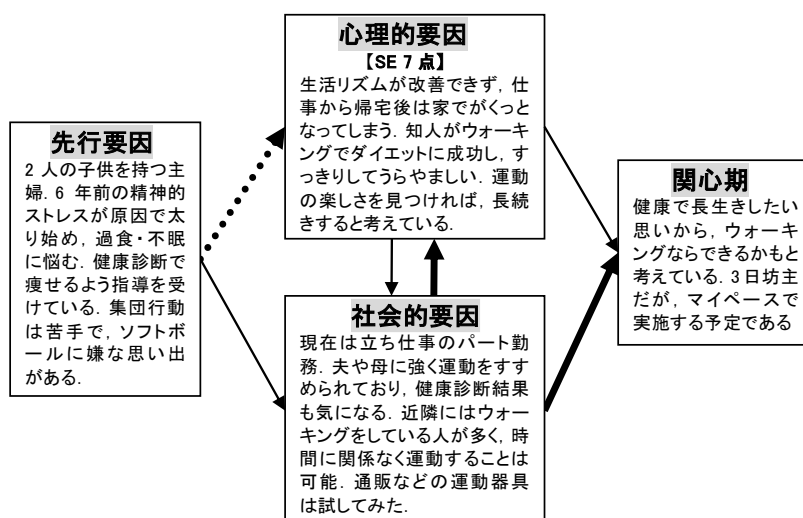 先行要因
2 人の子供を持つ主
婦. 6 年前の精神的
ストレスが原因で太
り始め, 過食・不眠
に悩む. 健康診断で
痩せるよう指導を受
けている. 集団行動
は苦手で, ソフトボ
ールに嫌な思い出
がある.
心理的要因
【SE 7 点】
生活リズムが改善できず, 仕
事から帰宅後は家でがくっと
なってしまう. 知人がウォーキ
ングでダイエットに成功し, す
っきりしてうらやましい. 運動
の楽しさを見つければ, 長続
きすると考えている.
社会的要因
現在は立ち仕事のパート勤
務. 夫や母に強く運動をすす
められており, 健康診断結果
も気になる. 近隣にはウォー
キングをしている人が多く, 時
間に関係なく運動することは
可能. 通販などの運動器具
は試してみた.
関心期
健康で長生きしたい
思いから, ウォーキ
ングならできるかもと
考えている. 3 日坊主
だが, マイペースで
実施する予定である